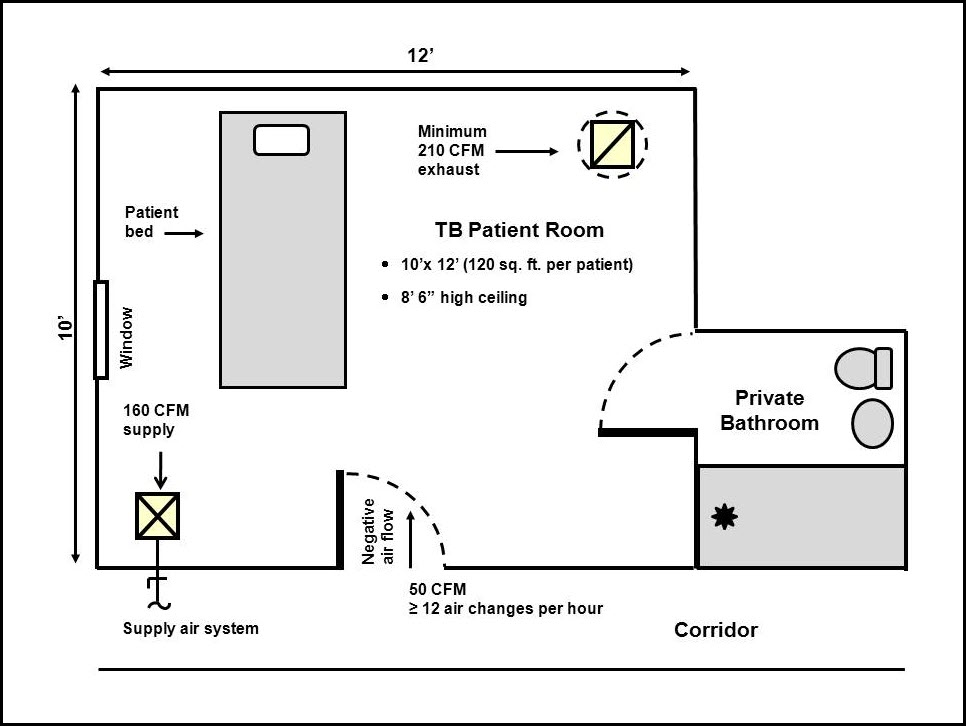 12’
Minimum
210 CFM
exhaust
Patient
bed
TB Patient Room
• 10’x 12’ (120 sq. ft. per patient)
• 8’ 6” high ceiling
10’
Window
160 CFM
supply
Private
Bathroom
Negative
air flow
50 CFM
≥ 12 air changes per hour
Supply air system
Corridor